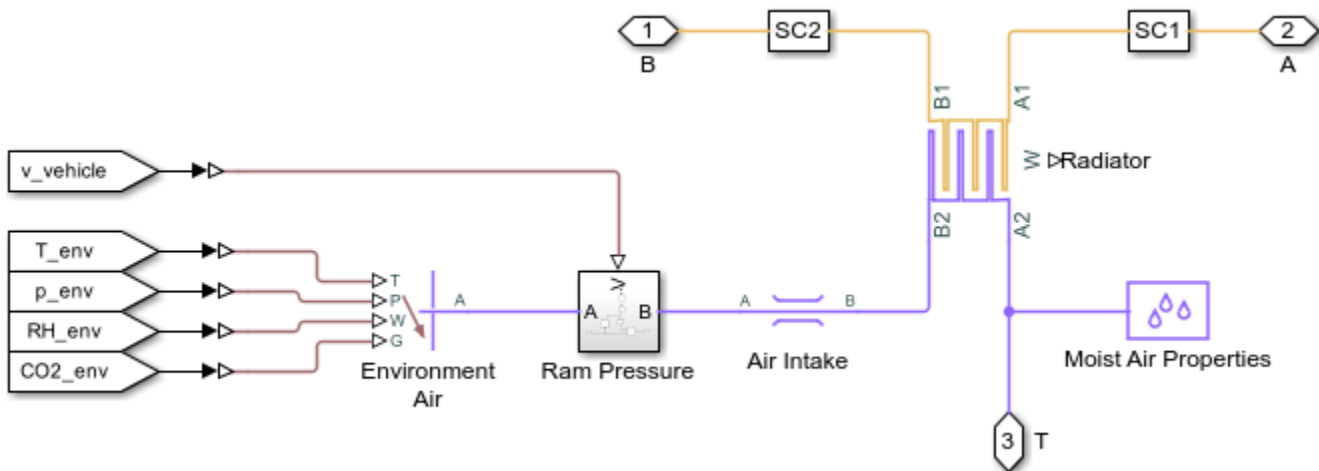 1
B
SC2
SC1
2
A
B1
A1
W
Radiator
B2
A2
v_vehicle
T_env
p_env
RH_env
CO2_env
T
P
W
G
A
Environment
Air
V
A
B
Ram Pressure
A
B
Air Intake
Moist Air Properties
3
T